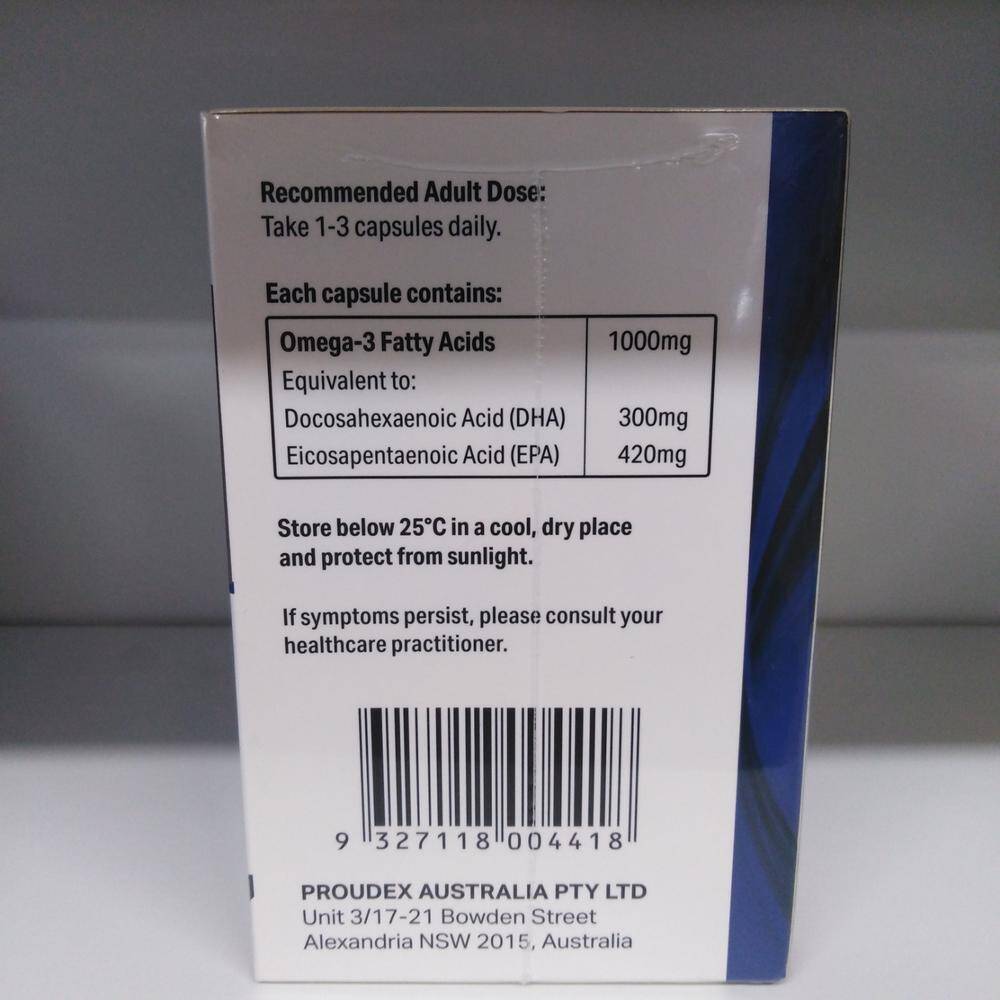 Recommended Adult Dose:
Take 1-3 capsules daily.
Each capsule contains:
Omega-3 Fatty Acids 1000mg
Equivalent to:
Docosahexaenoic Acid (DHA) 300mg
Eicosapentaenoic Acid (EPA) 420mg
Store below 25°C in a cool, dry place
and protect from sunlight.
If symptoms persist, please consult your
healthcare practitioner.
9 327118 004418
PROUDEX AUSTRALIA PTY LTD
Unit 3/17-21 Bowden Street
Alexandria NSW 2015, Australia